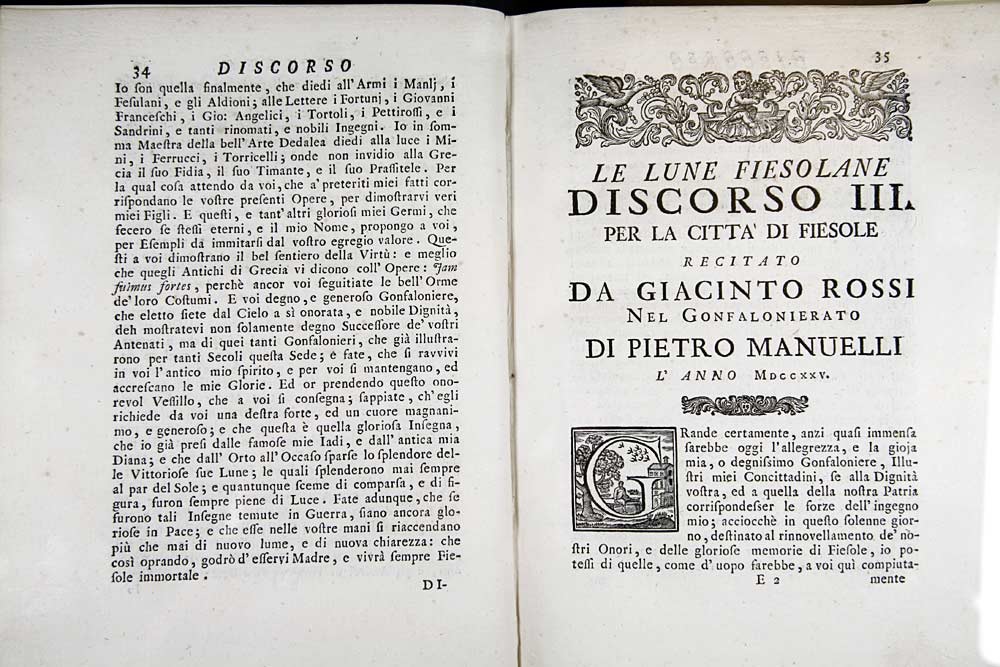 34 DISCORSO
Io ſon quella finalmente, che diedi all'Armi i Manlj, i
Feſulani, e gli Aldioni; alle Lettere i Fortunj, i Giovanni
Franceſchi, i Gio: Angelici, i Tortoli, i Pettiroſſi, e i
Sandrini, e tanti rinomati, e nobili Ingegni. Io in ſom-
ma Maeſtra della bell'Arte Dedalea diedi alla luce i Mi-
ni, i Ferrucci, i Torricelli; onde non invidio alla Gre-
cia il ſuo Fidia, il ſuo Timante, e il ſuo Praſſitele. Per
la qual coſa attendo da voi, che a' preteriti miei fatti cor-
riſpondano le voſtre preſenti Opere, per dimoſtrarvi veri
miei Figli. E queſti, e tant'altri glorioſi miei Germi, che
fecero ſe ſteſſi eterni, e il mio Nome, propongo a voi,
per Eſempli da immitarſi dal voſtro egregio valore. Que-
ſti a voi dimoſtrano il bel ſentiero della Virtù: e meglio
che quegli Antichi di Grecia vi dicono coll' Opere: Jam
fuimus fortes, perchè ancor voi ſeguitiate le bell'Orme
de' loro Coſtumi. E voi degno, e generoſo Gonfaloniere,
che eletto ſiete dal Cielo a sì onorata, e nobile Dignità,
deh moſtratevi non ſolamente degno Succeſſore de' voſtri
Antenati, ma di quei tanti Gonfalonieri, che già illuſtra-
rono per tanti Secoli queſta Sede; e fate, che ſi ravvivi
in voi l'antico mio ſpirito, e per voi ſi mantengano, ed
accreſcano le mie Glorie. Ed or prendendo queſto ono-
revol Veſſillo, che a voi ſi conſegna; ſappiate, ch'egli
richiede da voi una deſtra forte, ed un cuore magnani-
mo, e generoſo; e che queſta è quella glorioſa Inſegna,
che io già preſi dalle famoſe mie Iadi, e dall'antica mia
Diana; e che dall'Orto all'Occaſo ſparſe lo ſplendore del-
le Vittorioſe ſue Lune; le quali ſplenderono mai ſempre
al par del Sole; e quantunque ſceme di comparſa, e di fi-
gura, furon ſempre piene di Luce. Fate adunque, che ſe
furono tali Inſegne temute in Guerra, ſiano ancora glo-
rioſe in Pace; e che eſſe nelle voſtre mani ſi riaccendano
più che mai di nuovo lume, e di nuova chiarezza: che
così oprando, godrò d'eſſervi Madre, e vivrà ſempre Fie-
ſole immortale.
DI-
35
LE LUNE FIESOLANE
DISCORSO III.
PER LA CITTA' DI FIESOLE
RECITATO
DA GIACINTO ROSSI
NEL GONFALONIERATO
DI PIETRO MANUELLI
L' ANNO MDCCXXV.
GRande certamente, anzi quaſi immenſa
ſarebbe oggi l'allegrezza, e la gioja
mia, o degniſſimo Gonfaloniere, Illu-
ſtri miei Concittadini, ſe alla Dignità
voſtra, ed a quella della noſtra Patria
corriſpondeſser le forze dell'ingegno
mio; acciocchè in queſto ſolenne gior-
no, deſtinato al rinnovellamento de' nò-
ſtri Onori, e delle glorioſe memorie di Fieſole, io po-
teſſi di quelle, come d' uopo farebbe, a voi quì compiuta-
E 2 mente